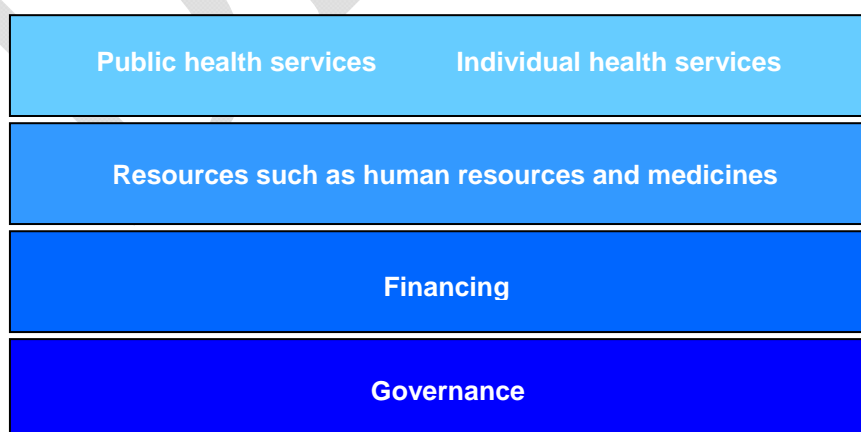 Public health services Individual health services
Resources such as human resources and medicines
Financing
Governance